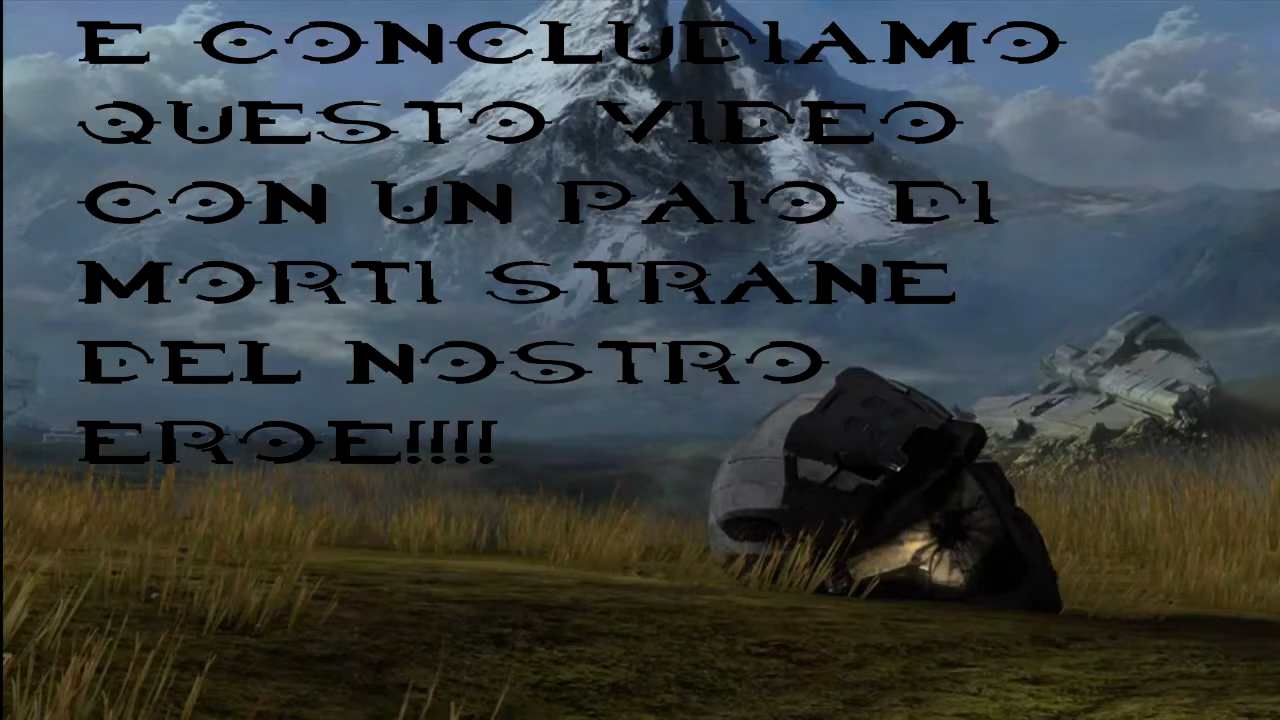 E CONCLUDIAMO
QUESTO VIDEO
CON UN PAIO DI
MORTI STRANE
DEL NOSTRO
EROE!!!!